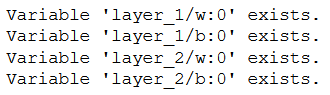 Variable 'layer_1/w:0' exists.
Variable 'layer_1/b:0' exists.
Variable 'layer_2/w:0' exists.
Variable 'layer_2/b:0' exists.